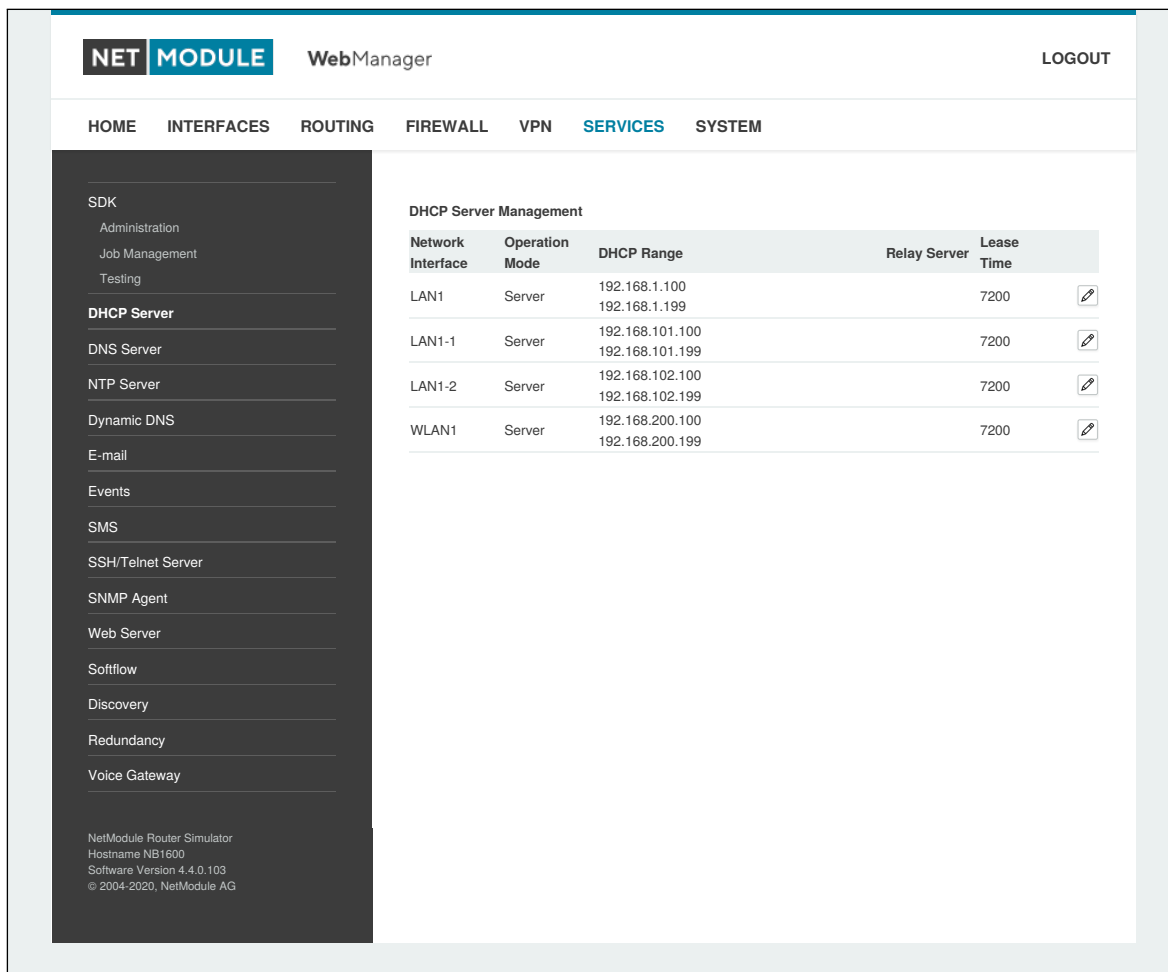 NET MODULE WebManager LOGOUT
HOME INTERFACES ROUTING FIREWALL VPN SERVICES SYSTEM
SDK
Administration
Job Management
Testing
DHCP Server
DNS Server
NTP Server
Dynamic DNS
E-mail
Events
SMS
SSH/Telnet Server
SNMP Agent
Web Server
Softflow
Discovery
Redundancy
Voice Gateway
NetModule Router Simulator
Hostname NB1600
Software Version 4.4.0.103
© 2004-2020, NetModule AG
DHCP Server Management
Network Interface Operation Mode DHCP Range Relay Server Lease Time
LAN1 Server 192.168.1.100 7200
192.168.1.199
LAN1-1 Server 192.168.101.100 7200
192.168.101.199
LAN1-2 Server 192.168.102.100 7200
192.168.102.199
WLAN1 Server 192.168.200.100 7200
192.168.200.199